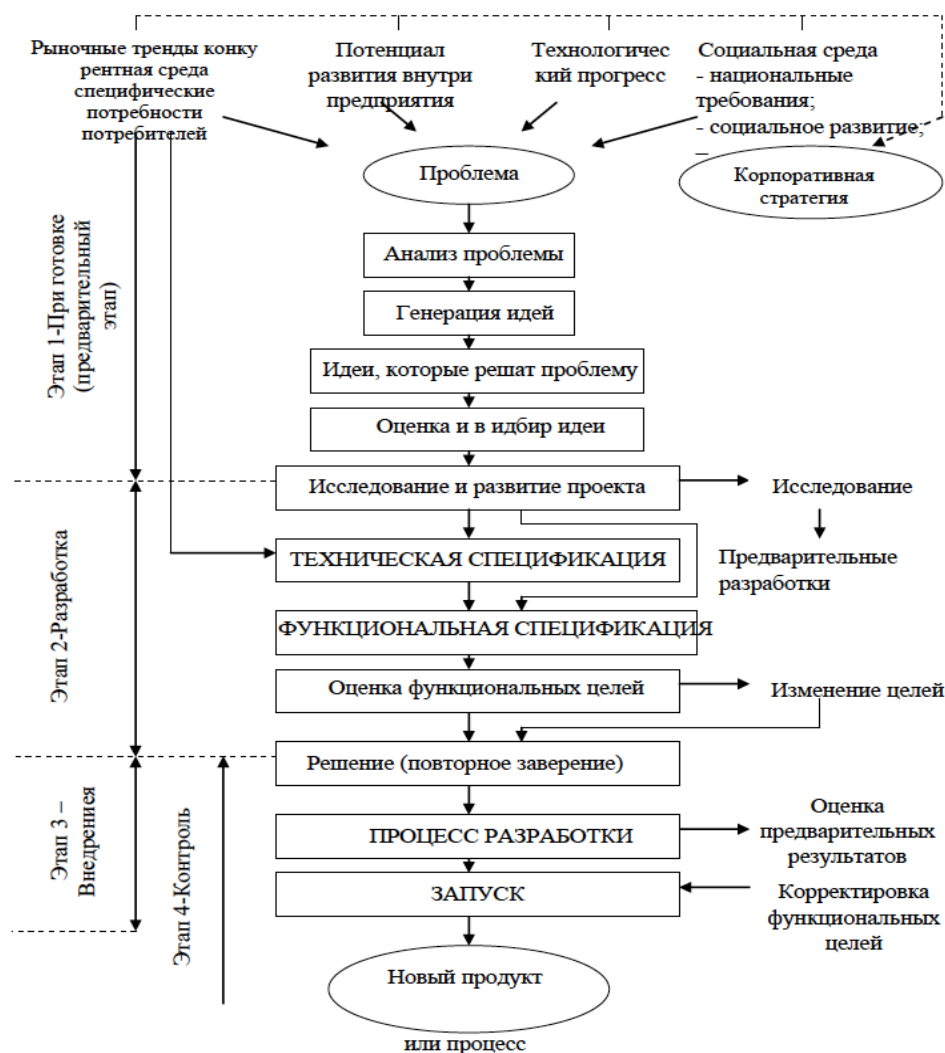 Рыночные тренды конку
рентная среда
специфические
потребности
потребителей
Потенциал
развития внутри
предприятия
Технологичес
кий прогресс
Социальная среда
- национальные
требования;
- социальное развитие;
–
Проблема
Корпоративная
стратегия
Этап 1-При готовке
(предварительный
этап)
Анализ проблемы
Генерация идей
Идеи, которые решат проблему
Оценка и в идбир идеи
Исследование и развитие проекта
Исследование
Предварительные
разработки
Этап 2-Разработка
ТЕХНИЧЕСКАЯ СПЕЦИФИКАЦИЯ
ФУНКЦИОНАЛЬНАЯ СПЕЦИФИКАЦИЯ
Оценка функциональных целей
Изменение целей
Решение (повторное заверение)
Этап 3 –
Внедрниея
Этап 4-Контроль
ПРОЦЕСС РАЗРАБОТКИ
Оценка
предварительных
результатов
ЗАПУСК
Корректировка
функциональных
целей
Новый продукт
или процесс